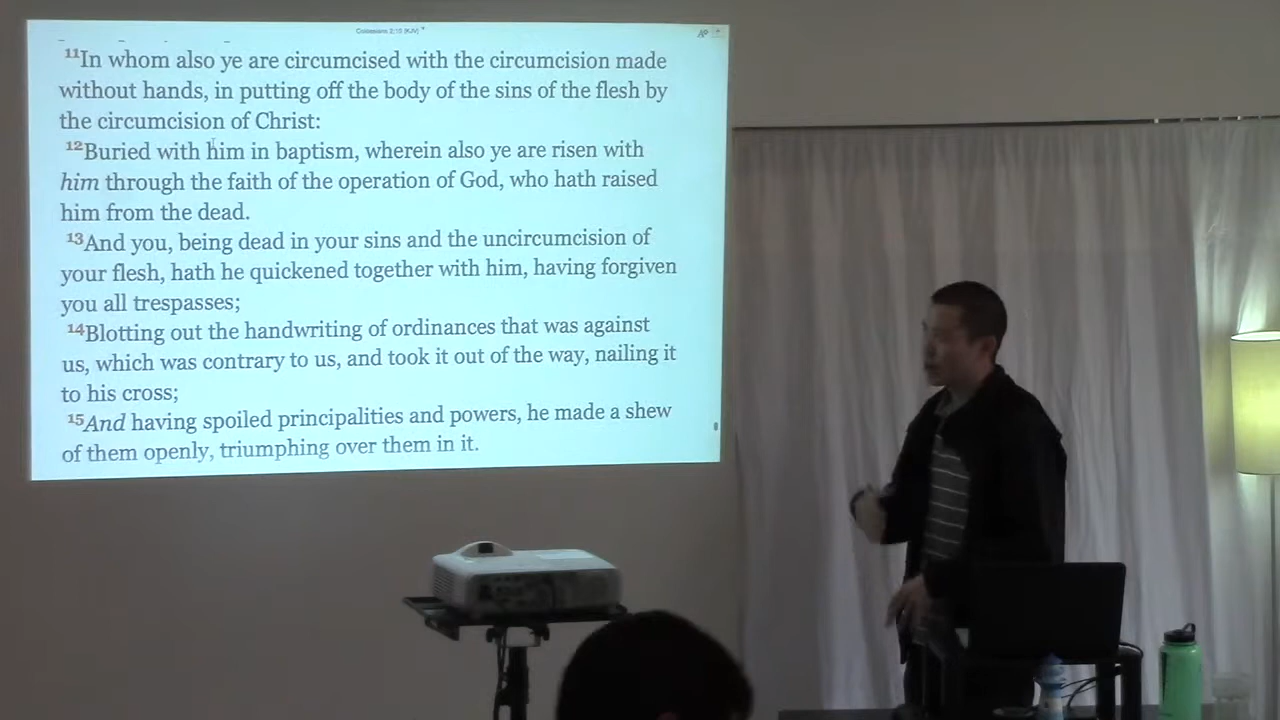 Colossians 2:10 (KJV)
11In whom also ye are circumcised with the circumcision made
without hands, in putting off the body of the sins of the flesh by
the circumcision of Christ:
12Buried with him in baptism, wherein also ye are risen with
him through the faith of the operation of God, who hath raised
him from the dead.
13And you, being dead in your sins and the uncircumcision of
your flesh, hath he quickened together with him, having forgiven
you all trespasses;
14Blotting out the handwriting of ordinances that was against
us, which was contrary to us, and took it out of the way, nailing it
to his cross;
15And having spoiled principalities and powers, he made a shew
of them openly, triumphing over them in it.